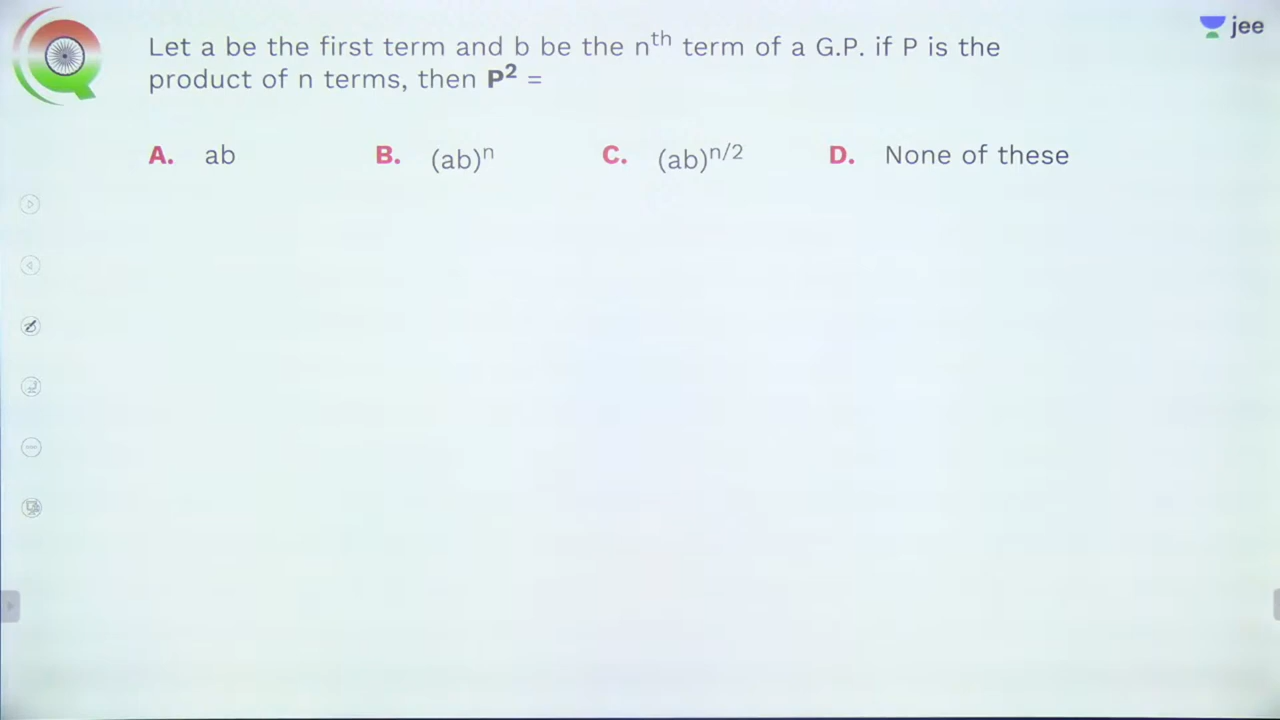 jee
Let a be the first term and b be the nᵗʰ term of a G.P. if P is the
product of n terms, then P² =
A. ab B. (ab)ⁿ C. (ab)ⁿ/² D. None of these